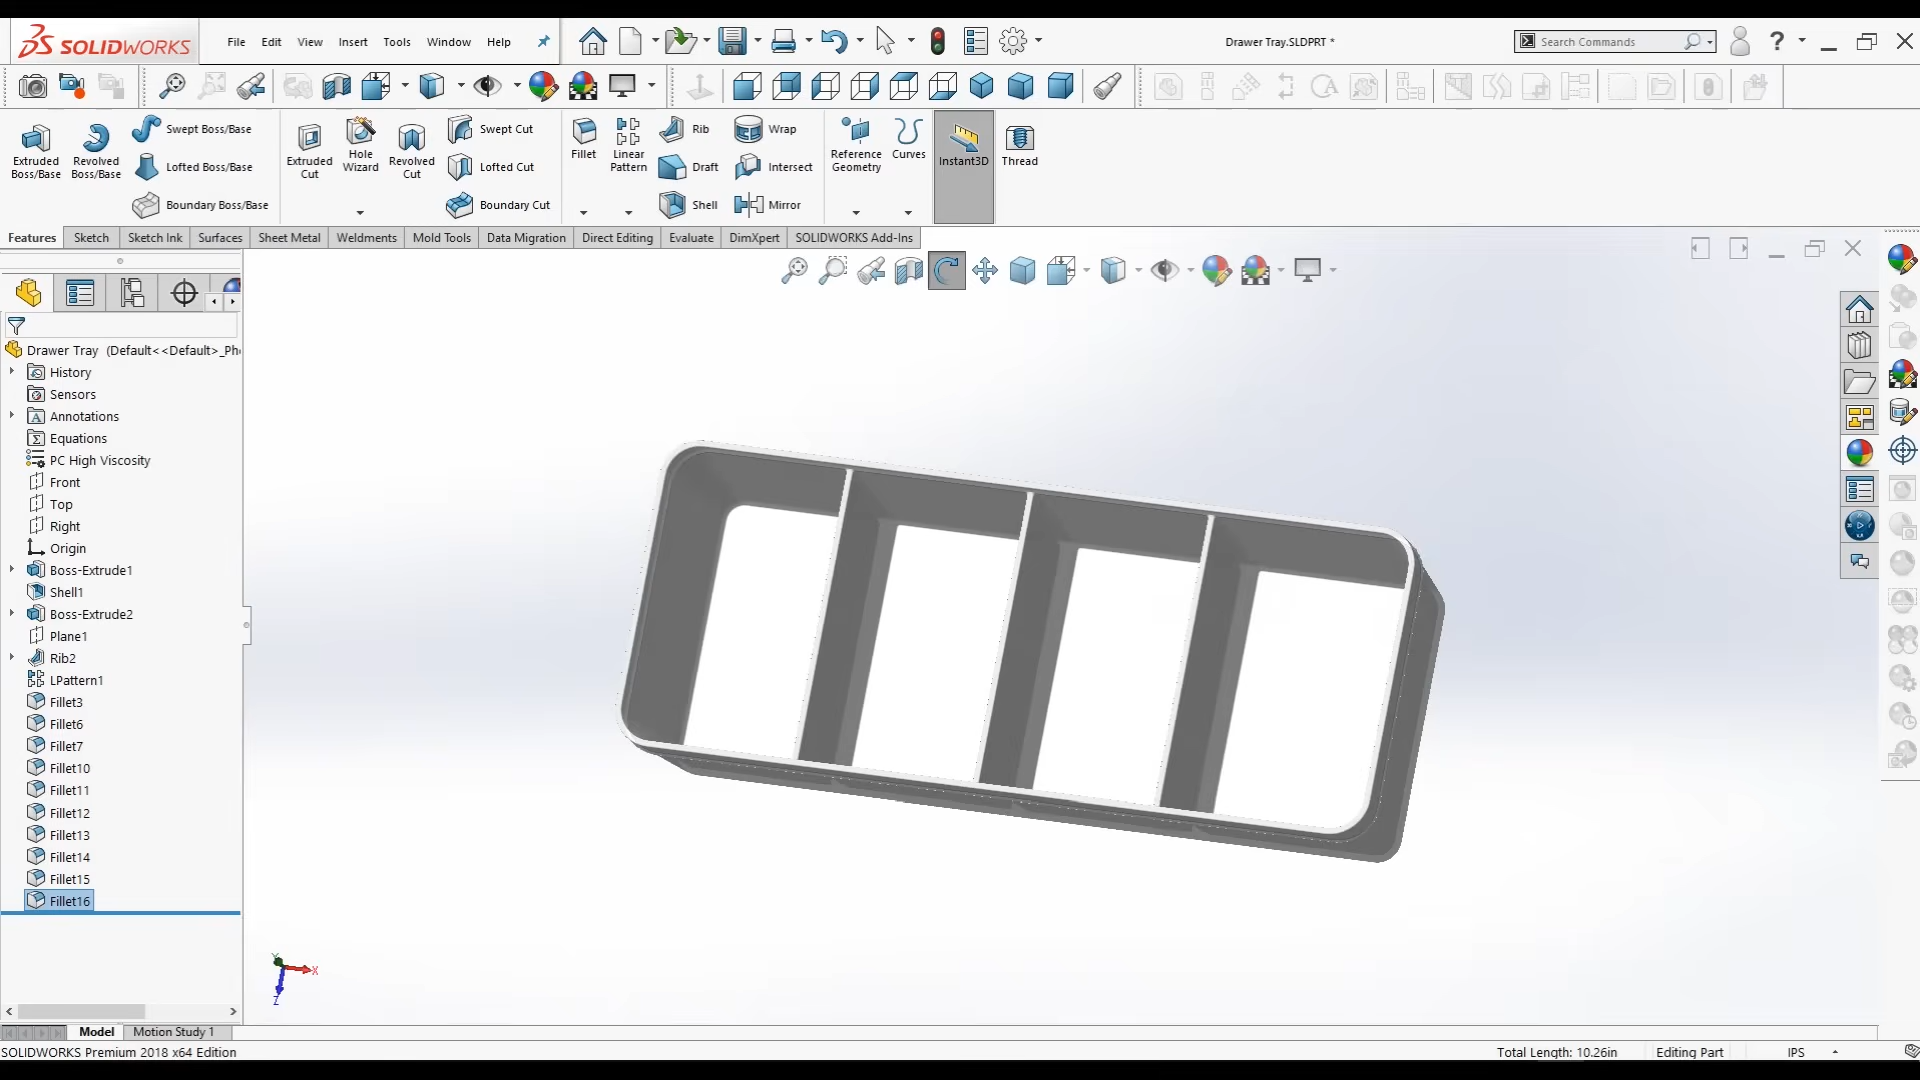 SOLIDWORKS File Edit View Insert Tools Window Help Drawer Tray.SLDPRT * Search Commands ?
Extruded Boss/Base
Revolved Boss/Base
Swept Boss/Base
Lofted Boss/Base
Boundary Boss/Base
Extruded Cut
Hole Wizard
Revolved Cut
Swept Cut
Lofted Cut
Boundary Cut
Fillet
Linear Pattern
Rib
Draft
Shell
Wrap
Intersect
Mirror
Reference Geometry
Curves
Instant3D
Thread
Features Sketch Sketch Ink Surfaces Sheet Metal Weldments Mold Tools Data Migration Direct Editing Evaluate DimXpert SOLIDWORKS Add-Ins
Drawer Tray (Default<<Default>_Ph
History
Sensors
Annotations
Equations
PC High Viscosity
Front
Top
Right
Origin
Boss-Extrude1
Shell1
Boss-Extrude2
Plane1
Rib2
LPattern1
Fillet3
Fillet6
Fillet7
Fillet10
Fillet11
Fillet12
Fillet13
Fillet14
Fillet15
Fillet16
Y
X
Z
Model Motion Study 1
SOLIDWORKS Premium 2018 x64 Edition Total Length: 10.26in Editing Part IPS